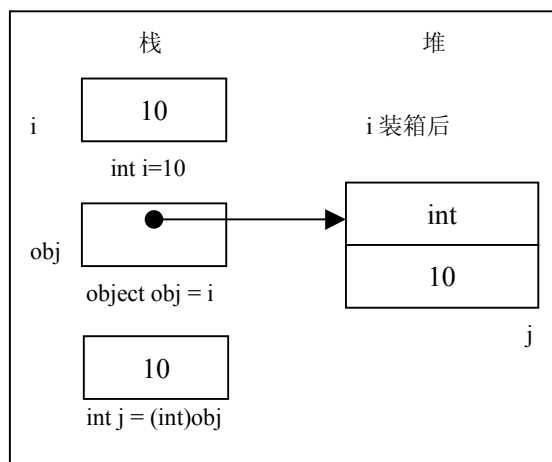 栈 堆
10
i i 装箱后
int i=10
int
obj
10
object obj = i
j
10
int j = (int)obj